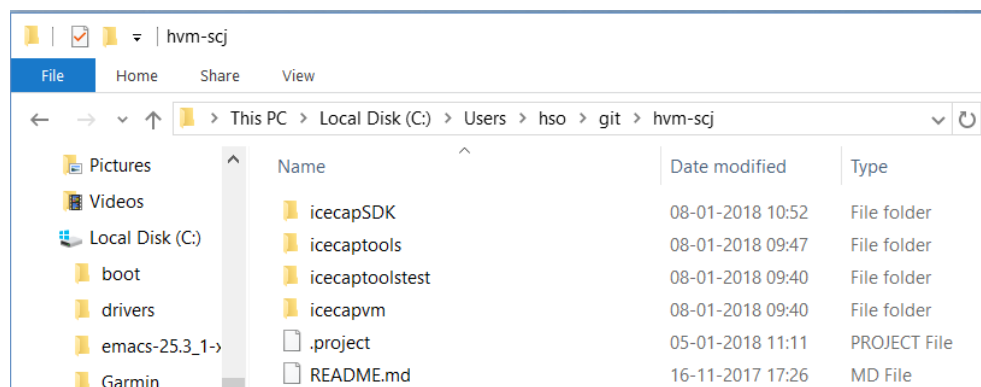 hvm-scj
File Home Share View
This PC > Local Disk (C:) > Users > hso > git > hvm-scj
Pictures
Videos
Local Disk (C:)
boot
drivers
emacs-25.3_1-x
Garmin
Name Date modified Type
icecapSDK 08-01-2018 10:52 File folder
icecaptools 08-01-2018 09:47 File folder
icecaptoolstest 08-01-2018 09:40 File folder
icecapvm 08-01-2018 09:40 File folder
.project 05-01-2018 11:11 PROJECT File
README.md 16-11-2017 17:26 MD File